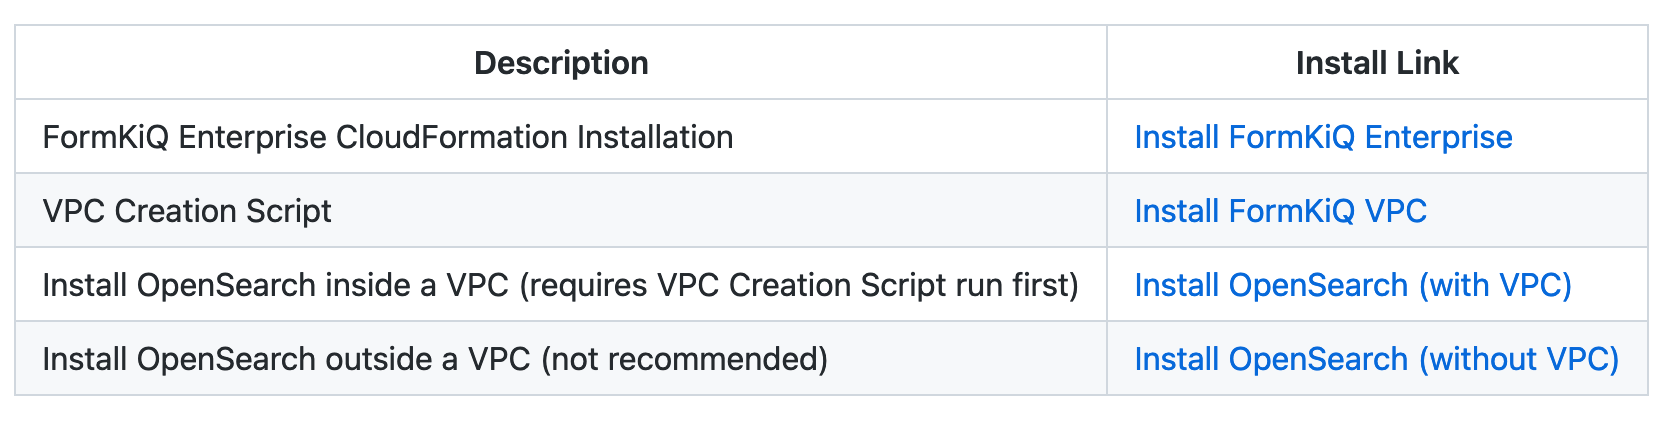 Description Install Link
FormKiQ Enterprise CloudFormation Installation Install FormKiQ Enterprise
VPC Creation Script Install FormKiQ VPC
Install OpenSearch inside a VPC (requires VPC Creation Script run first) Install OpenSearch (with VPC)
Install OpenSearch outside a VPC (not recommended) Install OpenSearch (without VPC)